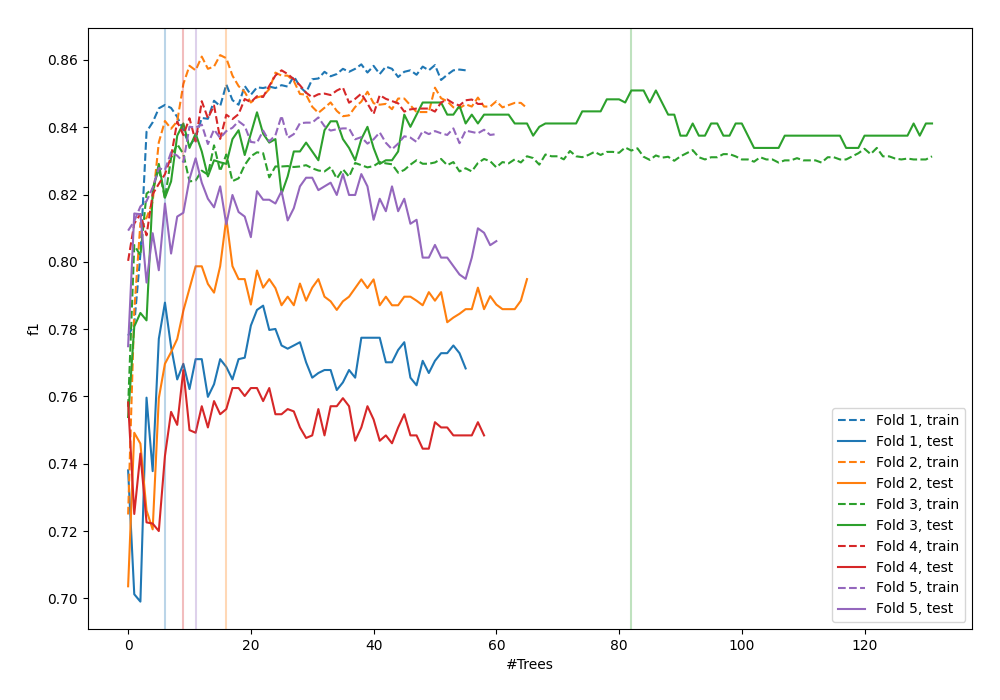 0.86
0.84
0.82
0.80
0.78
0.76
0.74
0.72
0.70
f1
0
20
40
60
80
100
120
#Trees
Fold 1, train
Fold 1, test
Fold 2, train
Fold 2, test
Fold 3, train
Fold 3, test
Fold 4, train
Fold 4, test
Fold 5, train
Fold 5, test